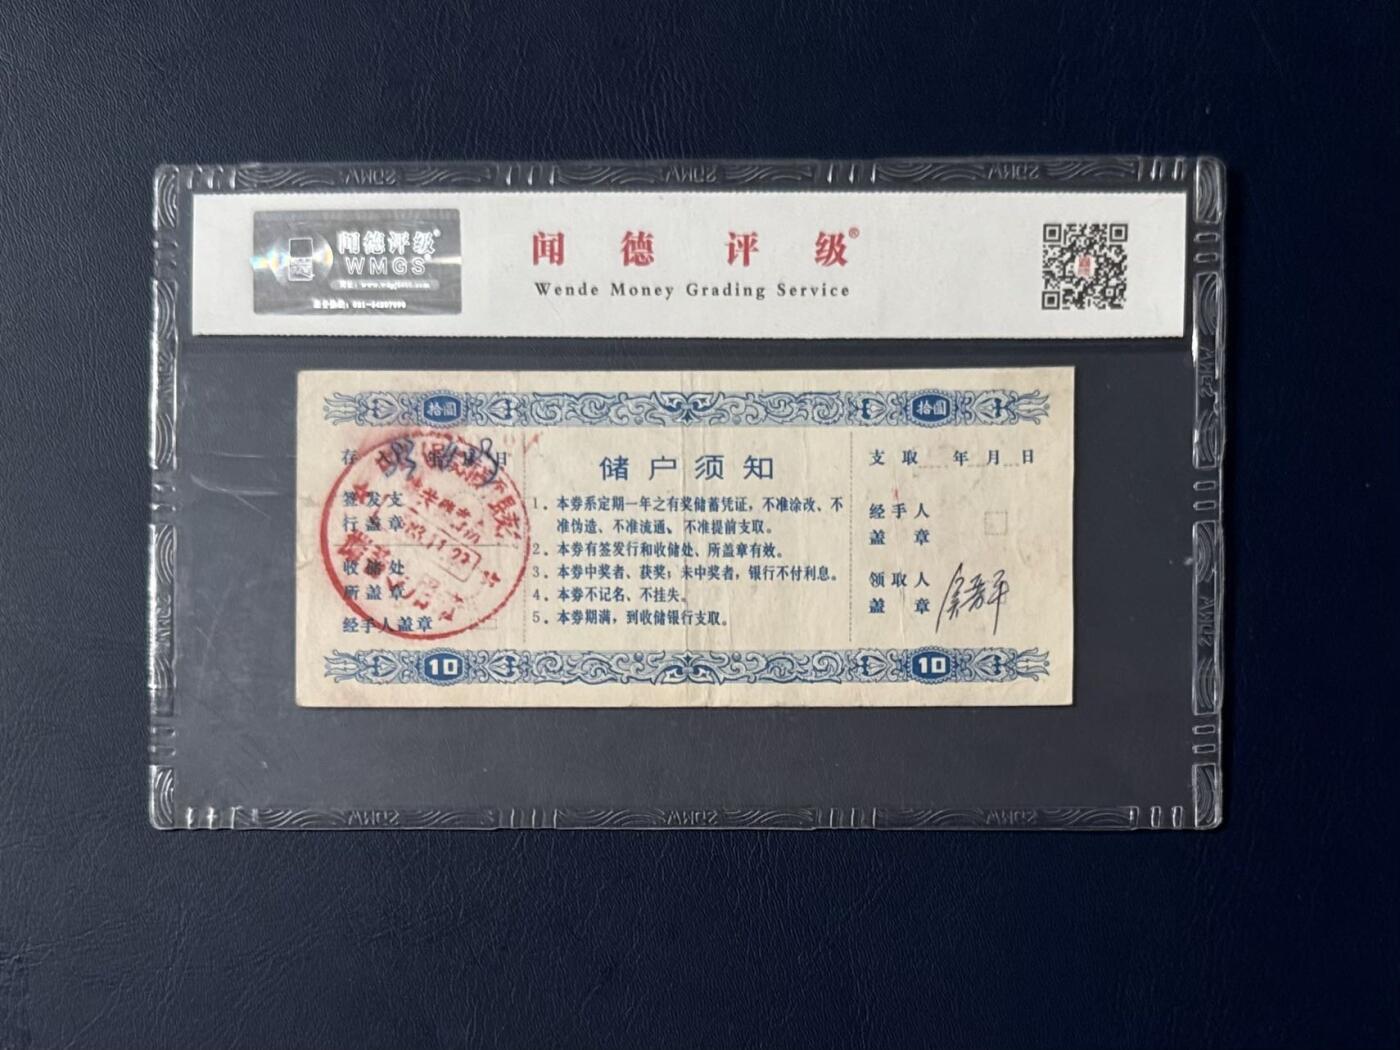 闻德评级®
WMGS®
闻德评级®
Wende Money Grading Service
拾圆
拾圆
存 年 月 日
签发支
行盖章
收储处
所盖章
经手人盖章
83.11.23
储户须知
1、本券系定期一年之有奖储蓄凭证，不准涂改、不
准伪造、不准流通、不准提前支取。
2、本券有签发行和收储处、所盖章有效。
3、本券中奖者、获奖；未中奖者，银行不付利息。
4、本券不记名、不挂失。
5、本券期满，到收储银行支取。
支取 年 月 日
经手人
盖章
领取人
盖章
10
10